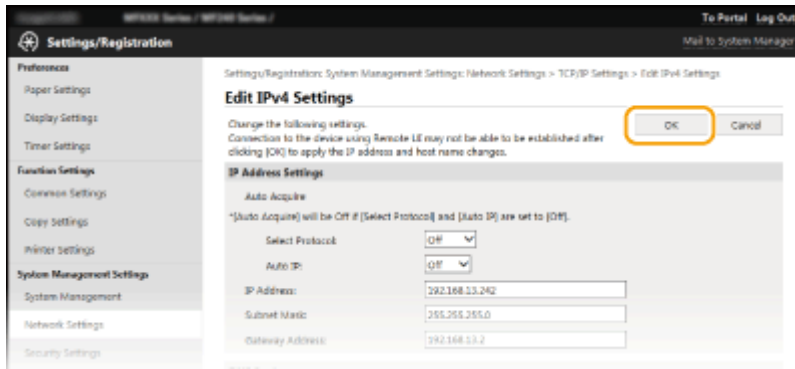 MFXXX Series / MF240 Series /
To Portal Log Out
Settings/Registration
Mail to System Manager
Preferences
Paper Settings
Display Settings
Timer Settings
Function Settings
Common Settings
Copy Settings
Printer Settings
System Management Settings
System Management
Network Settings
Security Settings
Settings/Registration: System Management Settings: Network Settings > TCP/IP Settings > Edit IPv4 Settings
Edit IPv4 Settings
Change the following settings.
Connection to the device using Remote UI may not be able to be established after
clicking [OK] to apply the IP address and host name changes.
OK Cancel
IP Address Settings
Auto Acquire
*[Auto Acquire] will be Off if [Select Protocol] and [Auto IP] are set to [Off].
Select Protocol: Off
Auto IP: Off
IP Address: 192.168.13.242
Subnet Mask: 255.255.255.0
Gateway Address: 192.168.13.2